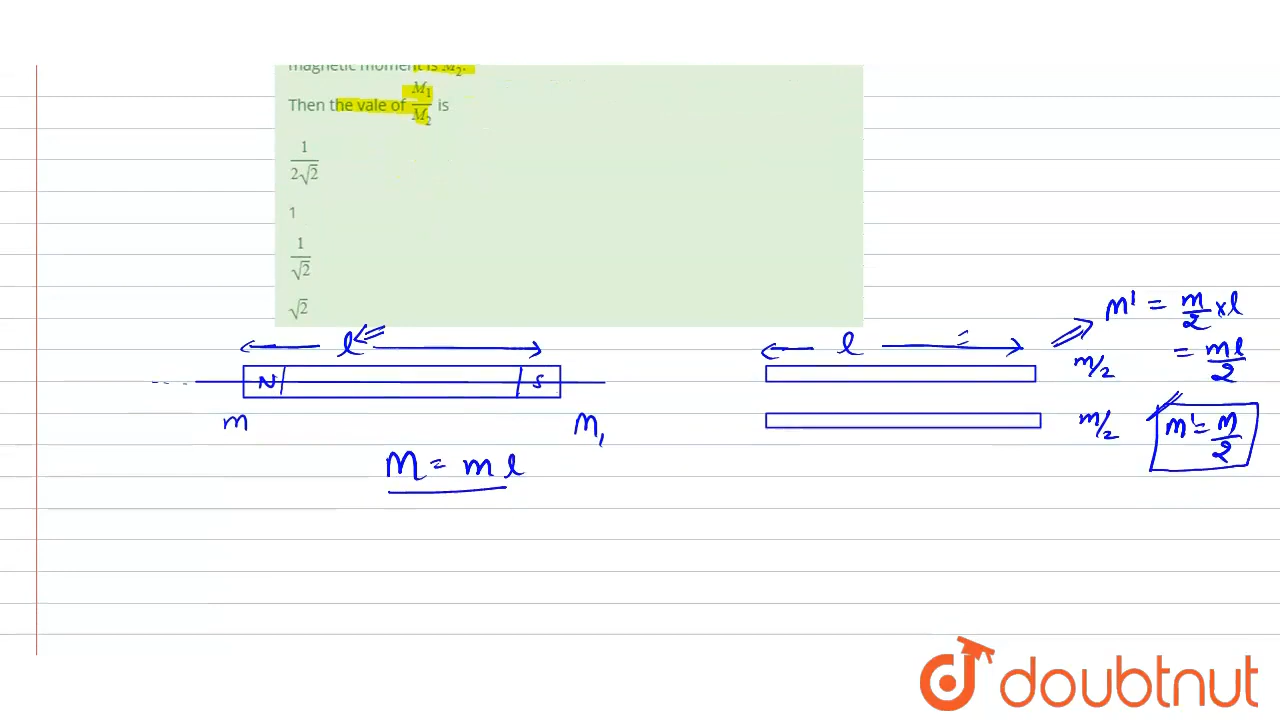 magnetic moment is M₂.
Then the vale of M₁/M₂ is
1/2√2
1
1/√2
√2
l
N S
m M₁
M = m l
l
m/2
m/2
m' = m/2 × l
= ml/2
m' = M/2
doubtnut